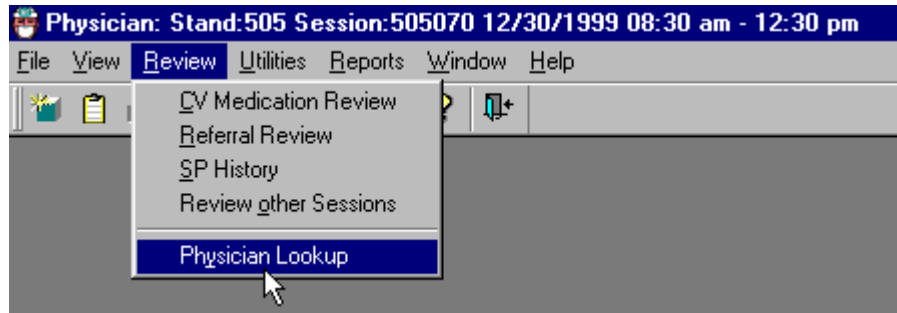 Physician: Stand:505 Session:505070 12/30/1999 08:30 am - 12:30 pm
File View Review Utilities Reports Window Help
CV Medication Review
Referral Review
SP History
Review other Sessions
Physician Lookup